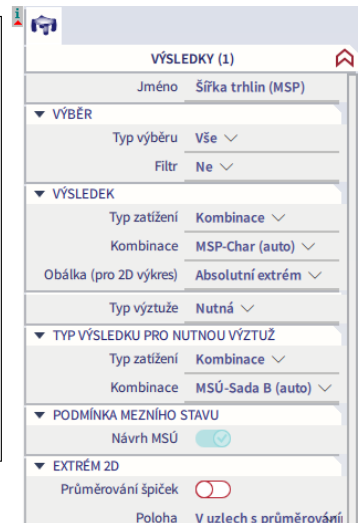 VÝSLEDKY (1)
Jméno Šířka trhlin (MSP)
VÝBĚR
Typ výběru Vše
Filtr Ne
VÝSLEDEK
Typ zatížení Kombinace
Kombinace MSP-Char (auto)
Obálka (pro 2D výkres) Absolutní extrém
Typ výztuže Nutná
TYP VÝSLEDKU PRO NUTNOU VÝZTUŽ
Typ zatížení Kombinace
Kombinace MSÚ-Sada B (auto)
PODMÍNKA MEZNÍHO STAVU
Návrh MSÚ
EXTRÉM 2D
Průměrování špiček
Poloha V uzlech s průměrování